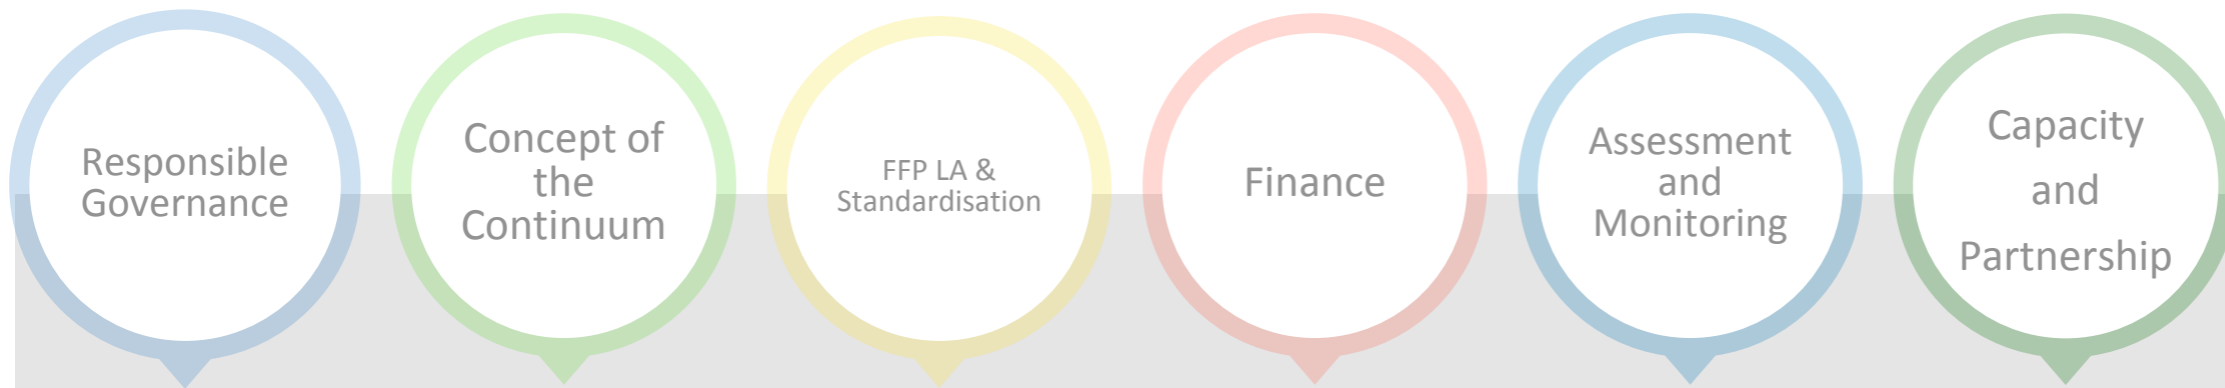 Responsible
Governance
Concept of
the
Continuum
FFP LA &
Standardisation
Finance
Assessment
and
Monitoring
Capacity
and
Partnership